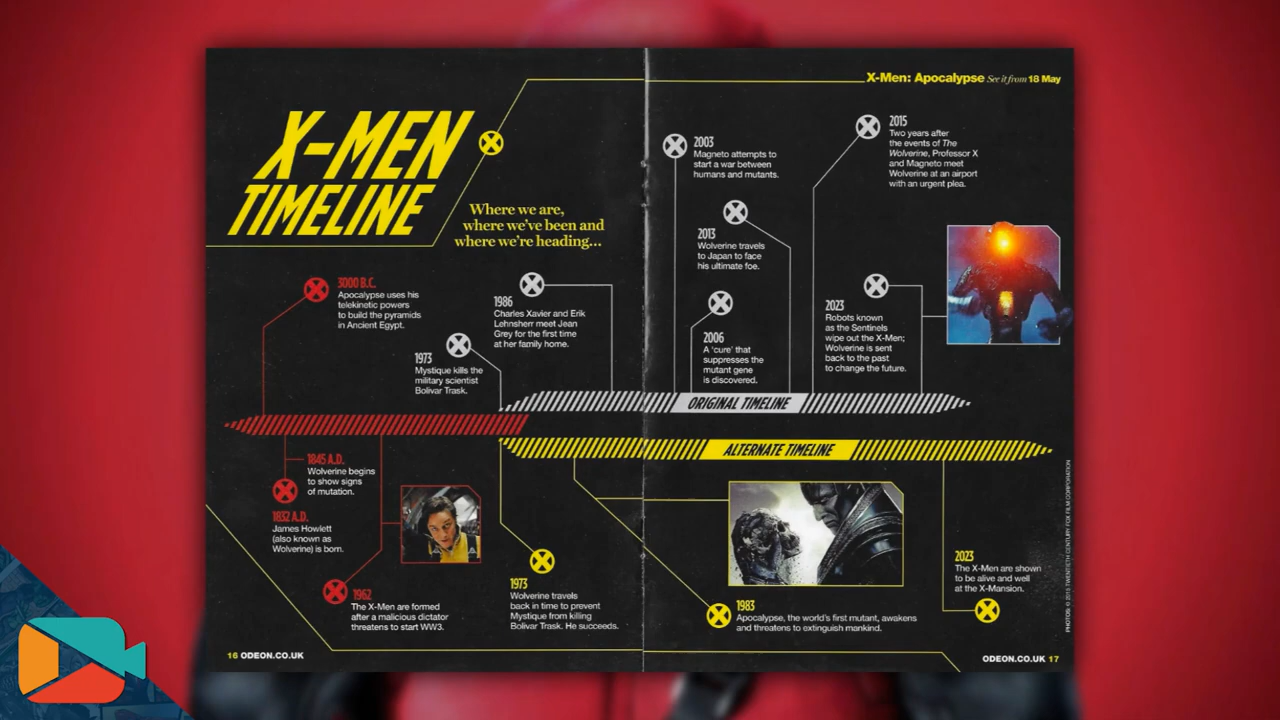 X-MEN
TIMELINE
Where we are,
where we've been and
where we're heading...
3000 B.C.
Apocalypse uses his
telekinetic powers
to build the pyramids
in Ancient Egypt.
1973
Mystique kills the
military scientist
Bolivar Trask.
1986
Charles Xavier and Erik
Lehnsherr meet Jean
Grey for the first time
at her family home.
1845 A.D.
Wolverine begins
to show signs
of mutation.
1832 A.D.
James Howlett
(also known as
Wolverine) is born.
1962
The X-Men are formed
after a malicious dictator
threatens to start WW3.
1973
Wolverine travels
back in time to prevent
Mystique from killing
Bolivar Trask. He succeeds.
16 ODEON.CO.UK
X-Men: Apocalypse See it from 18 May
2003
Magneto attempts to
start a war between
humans and mutants.
2015
Two years after
the events of The
Wolverine, Professor X
and Magneto meet
Wolverine at an airport
with an urgent plea.
2013
Wolverine travels
to Japan to face
his ultimate foe.
2006
A 'cure' that
suppresses the
mutant gene
is discovered.
2023
Robots known
as the Sentinels
wipe out the X-Men;
Wolverine is sent
back to the past
to change the future.
ORIGINAL TIMELINE
ALTERNATE TIMELINE
1983
Apocalypse, the world's first mutant, awakens
and threatens to extinguish mankind.
2023
The X-Men are shown
to be alive and well
at the X-Mansion.
PHOTOS: © 2015 TWENTIETH CENTURY FOX FILM CORPORATION
ODEON.CO.UK 17